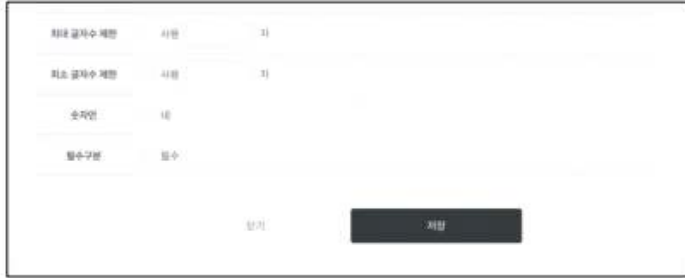 최대 글자수 제한 사용 자
최소 글자수 제한 사용 자
숫자만 네
필수구분 필수
닫기 저장